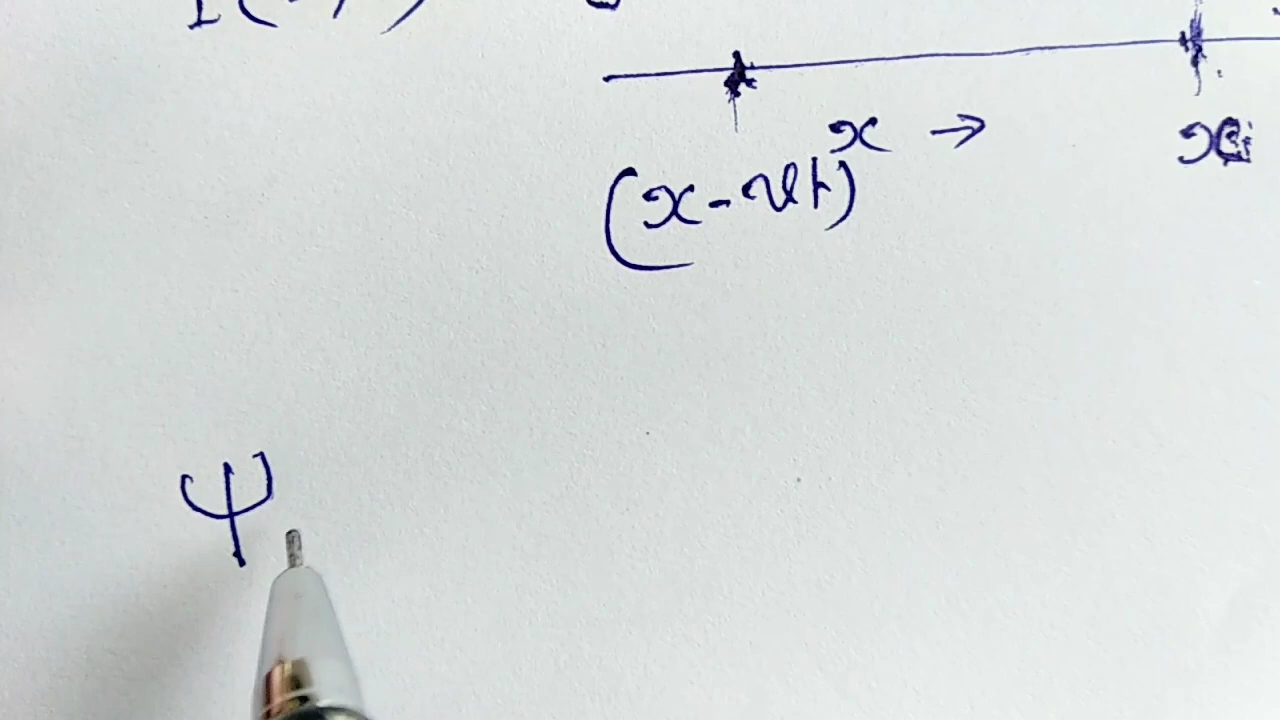 x → x
(x-vt)
ψ